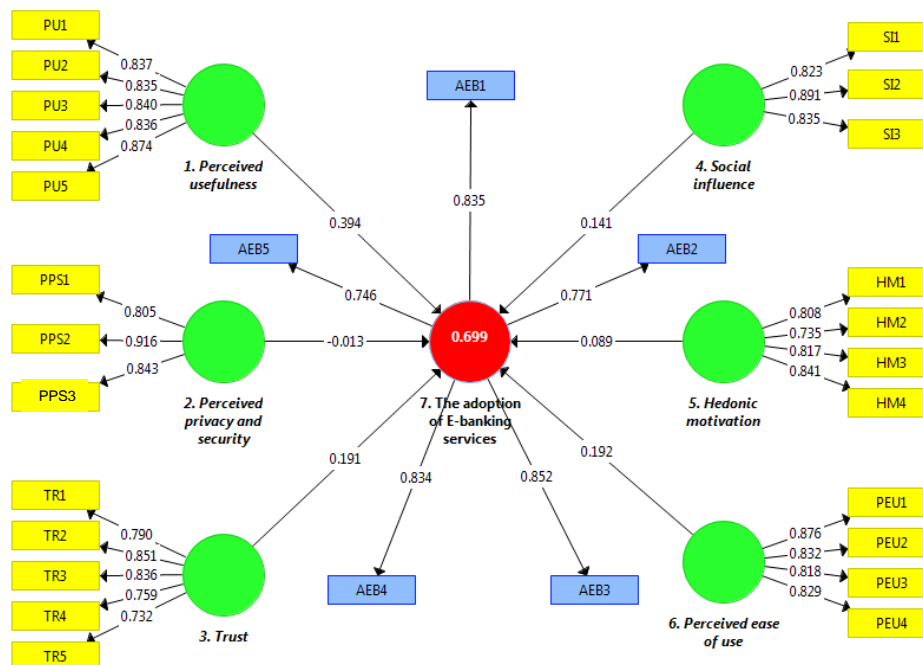 PU1
PU2
PU3
PU4
PU5
0.837
0.835
0.840
0.836
0.874
1. Perceived
usefulness
AEB1
0.835
SI1
SI2
SI3
0.823
0.891
0.835
4. Social
influence
0.394
0.141
AEB5
0.746
AEB2
0.771
PPS1
PPS2
PPS3
0.805
0.916
0.843
2. Perceived
privacy and
security
-0.013
0.699
7. The adoption
of E-banking
services
0.089
HM1
HM2
HM3
HM4
0.808
0.735
0.817
0.841
5. Hedonic
motivation
0.191
0.834
0.852
0.192
TR1
TR2
TR3
TR4
TR5
0.790
0.851
0.836
0.759
0.732
3. Trust
AEB4
AEB3
PEU1
PEU2
PEU3
PEU4
0.876
0.832
0.818
0.829
6. Perceived ease
of use